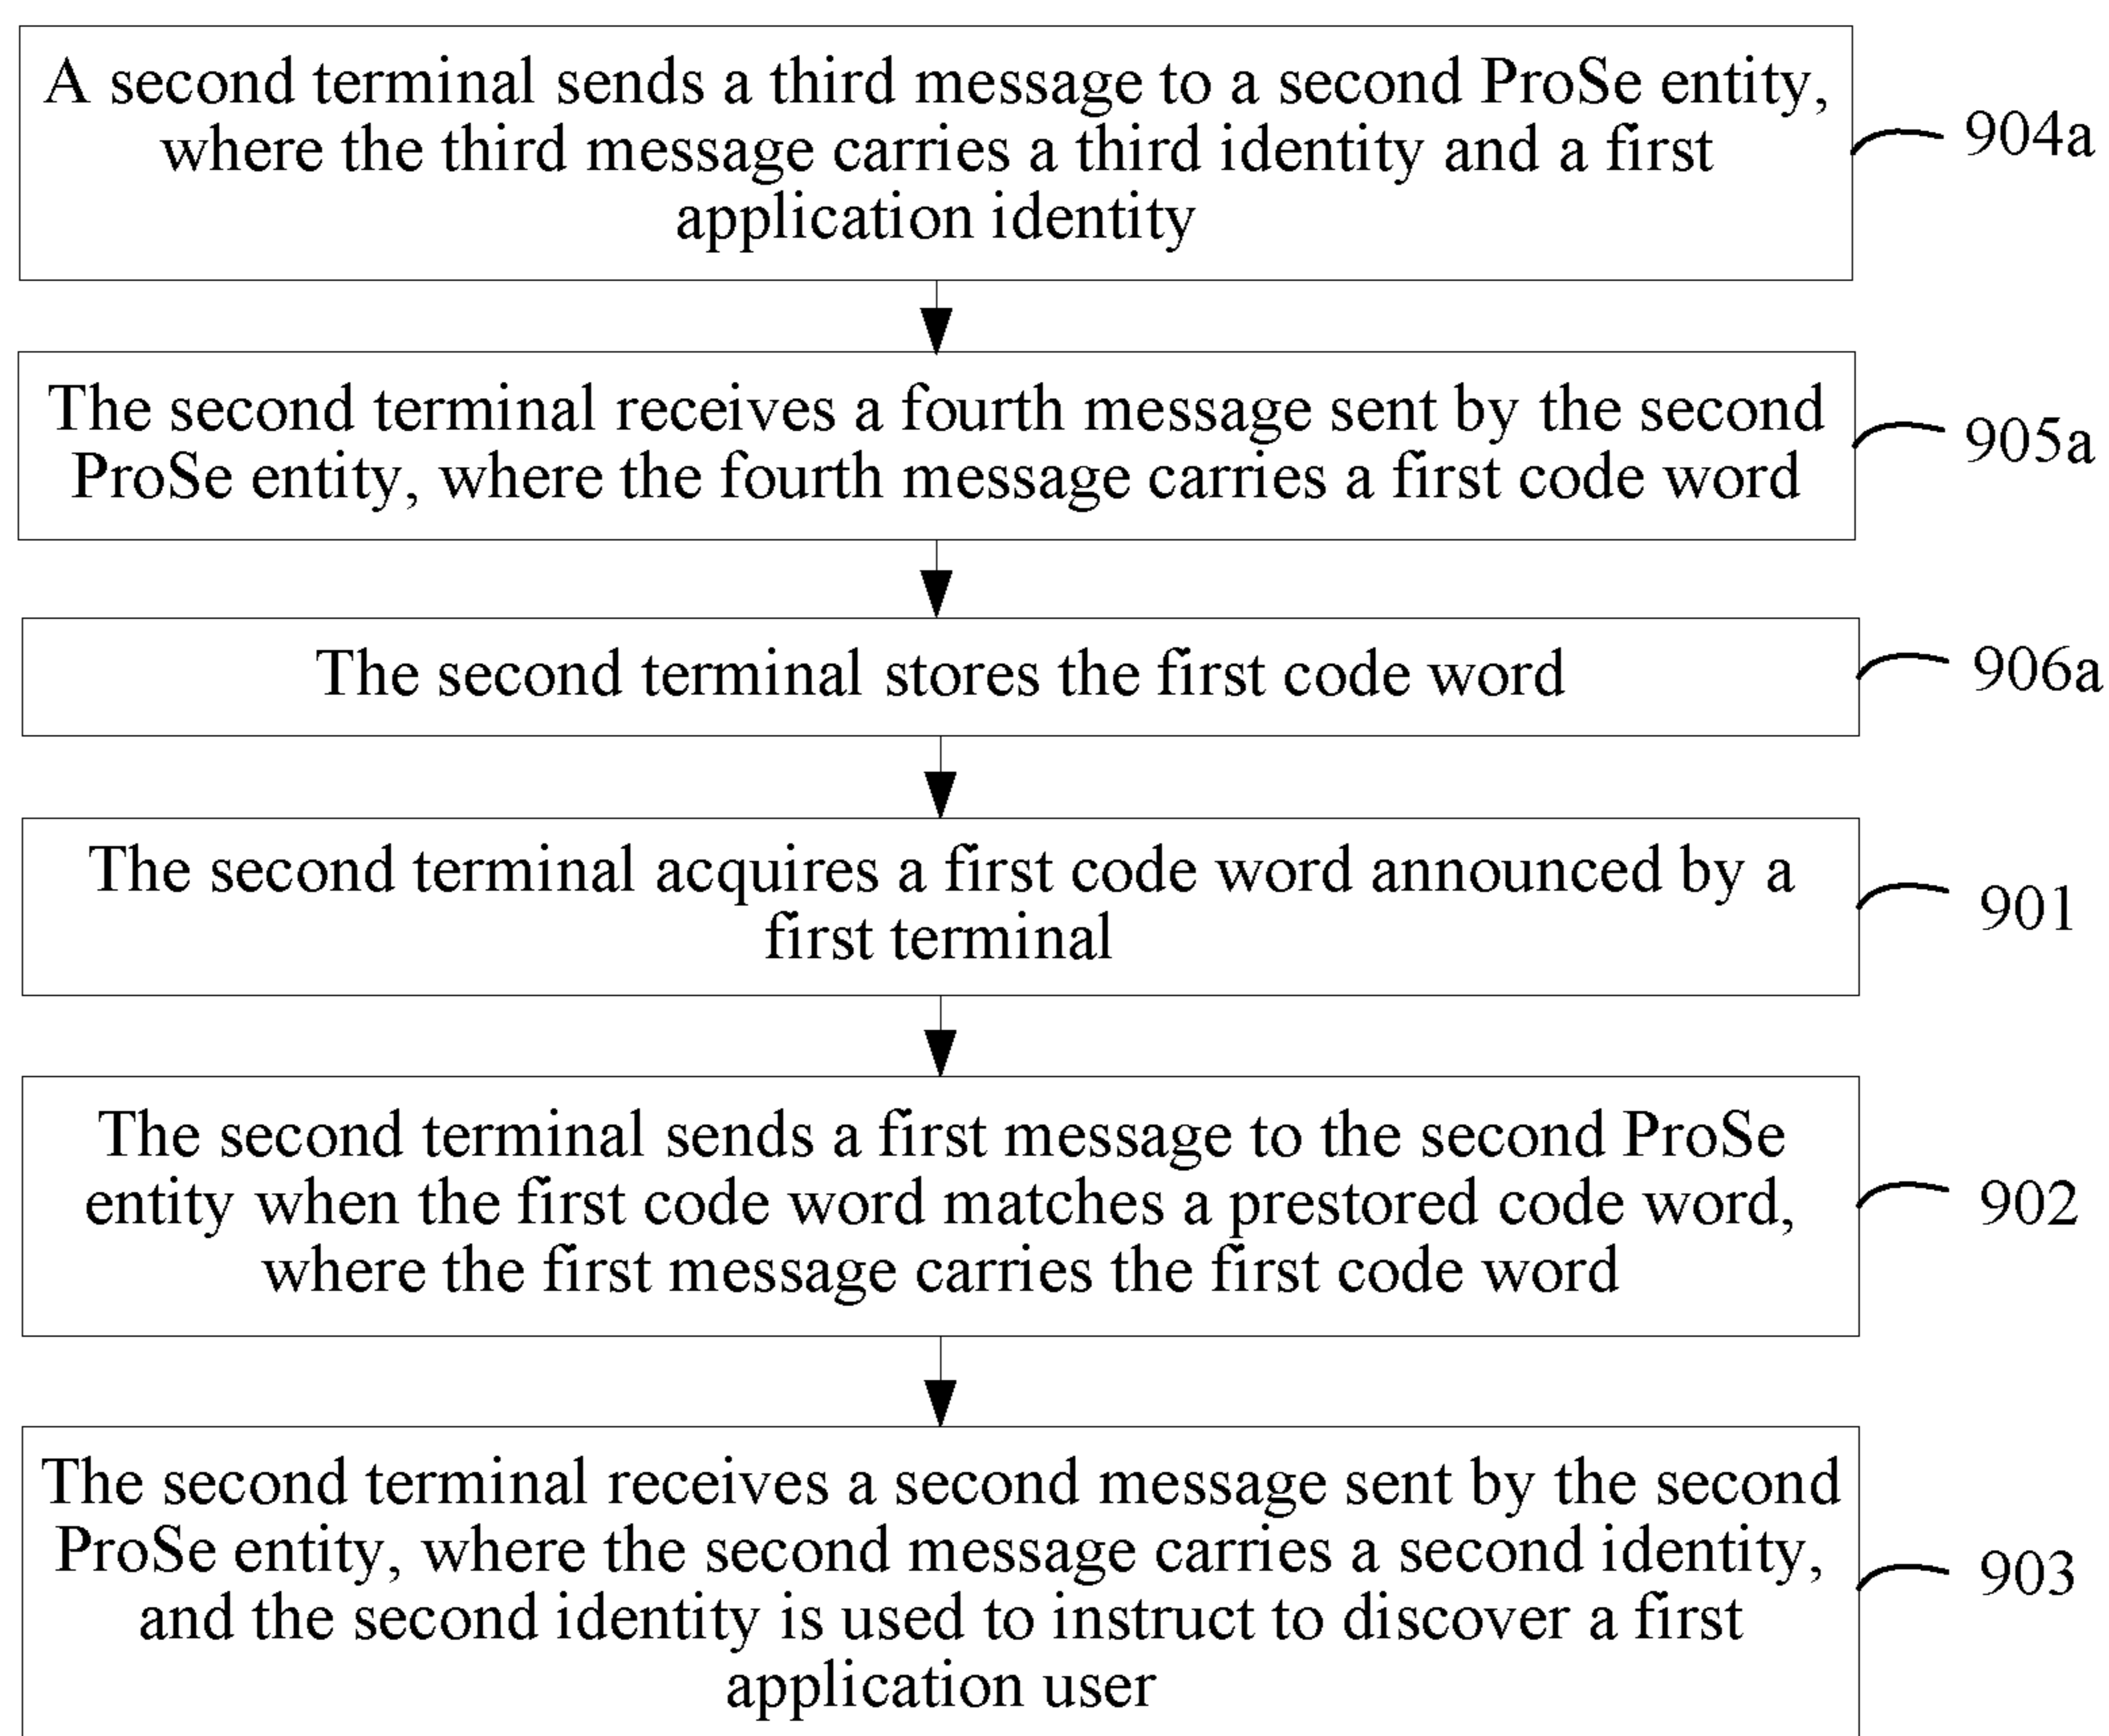 A second terminal sends a third message to a second ProSe entity,
where the third message carries a third identity and a first
application identity
904a
The second terminal receives a fourth message sent by the second
ProSe entity, where the fourth message carries a first code word
905a
The second terminal stores the first code word
906a
The second terminal acquires a first code word announced by a
first terminal
901
The second terminal sends a first message to the second ProSe
entity when the first code word matches a prestored code word,
where the first message carries the first code word
902
The second terminal receives a second message sent by the second
ProSe entity, where the second message carries a second identity,
and the second identity is used to instruct to discover a first
application user
903